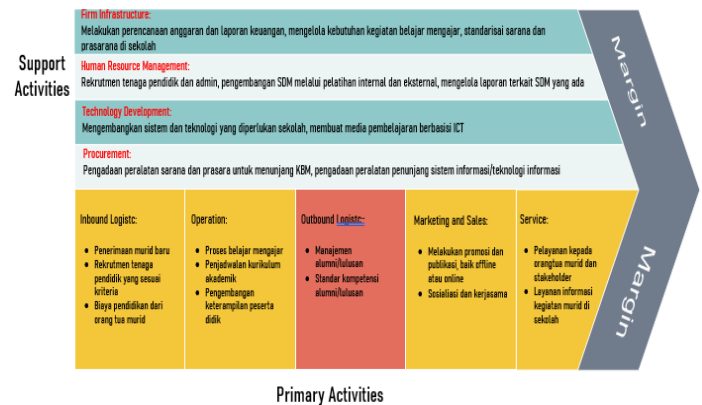 Firm Infrastructure:
Melakukan perencanaan anggaran dan laporan keuangan, mengelola kebutuhan kegiatan belajar mengajar, standarisai sarana dan
prasarana di sekolah
Support
Activities
Human Resource Management:
Rekrutmen tenaga pendidik dan admin, pengembangan SDM melalui pelatihan internal dan eksternal, mengelola laporan terkait SDM yang ada
Technology Development:
Mengembangkan sistem dan teknologi yang diperlukan sekolah, membuat media pembelajaran berbasisi ICT
Procurement:
Pengadaan peralatan sarana dan prasara untuk menunjang KBM, pengadaan peralatan penunjang sistem informasi/teknologi informasi
Margin
Inbound Logistc:
• Penerimaan murid baru
• Rekrutmen tenaga
pendidik yang sesuai
kriteria
• Biaya pendidikan dari
orang tua murid
Operation:
• Proses belajar mengajar
• Penjadwalan kurikulum
akademik
• Pengembangan
keterampilan peserta
didik
Outbound Logistc:
• Manajemen
alumni/lulusan
• Standar kompetensi
alumni/lulusan
Marketing and Sales:
• Melakukan promosi dan
publikasi, baik offline
atau online
• Sosialiasi dan kerjasama
Service:
• Pelayanan kepada
orangtua murid dan
stakeholder
• Layanan informasi
kegiatan murid di
sekolah
Margin
Primary Activities